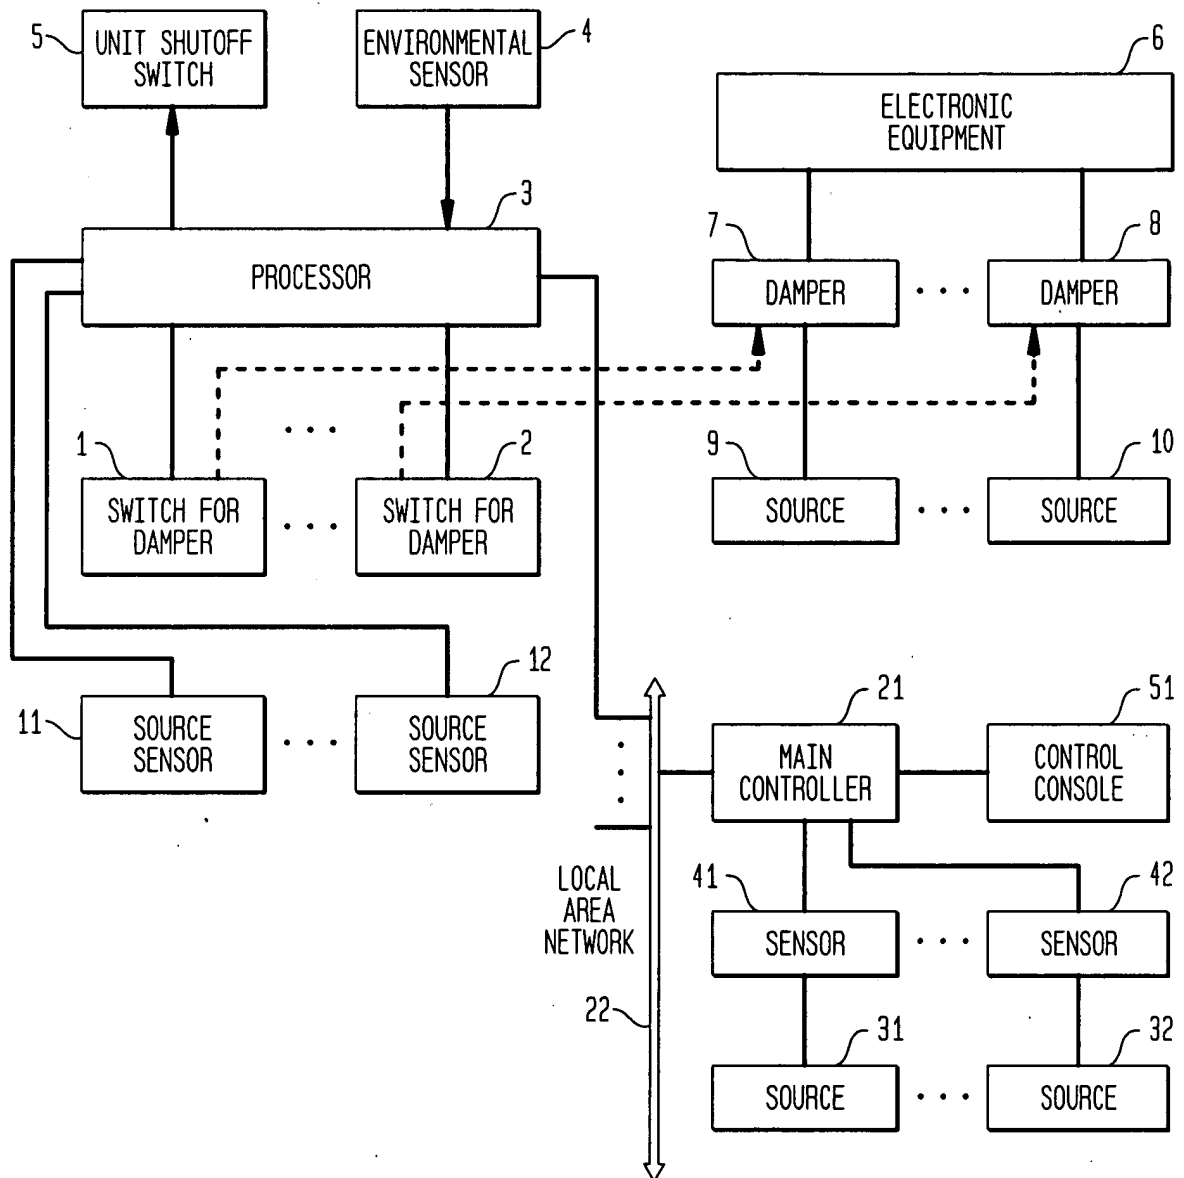 5
UNIT SHUTOFF
SWITCH
ENVIRONMENTAL
SENSOR
4
6
ELECTRONIC
EQUIPMENT
3
PROCESSOR
7
DAMPER
8
DAMPER
1
SWITCH FOR
DAMPER
2
SWITCH FOR
DAMPER
9
SOURCE
10
SOURCE
11
SOURCE
SENSOR
12
SOURCE
SENSOR
21
MAIN
CONTROLLER
51
CONTROL
CONSOLE
LOCAL
AREA
NETWORK
22
41
SENSOR
42
SENSOR
31
SOURCE
32
SOURCE